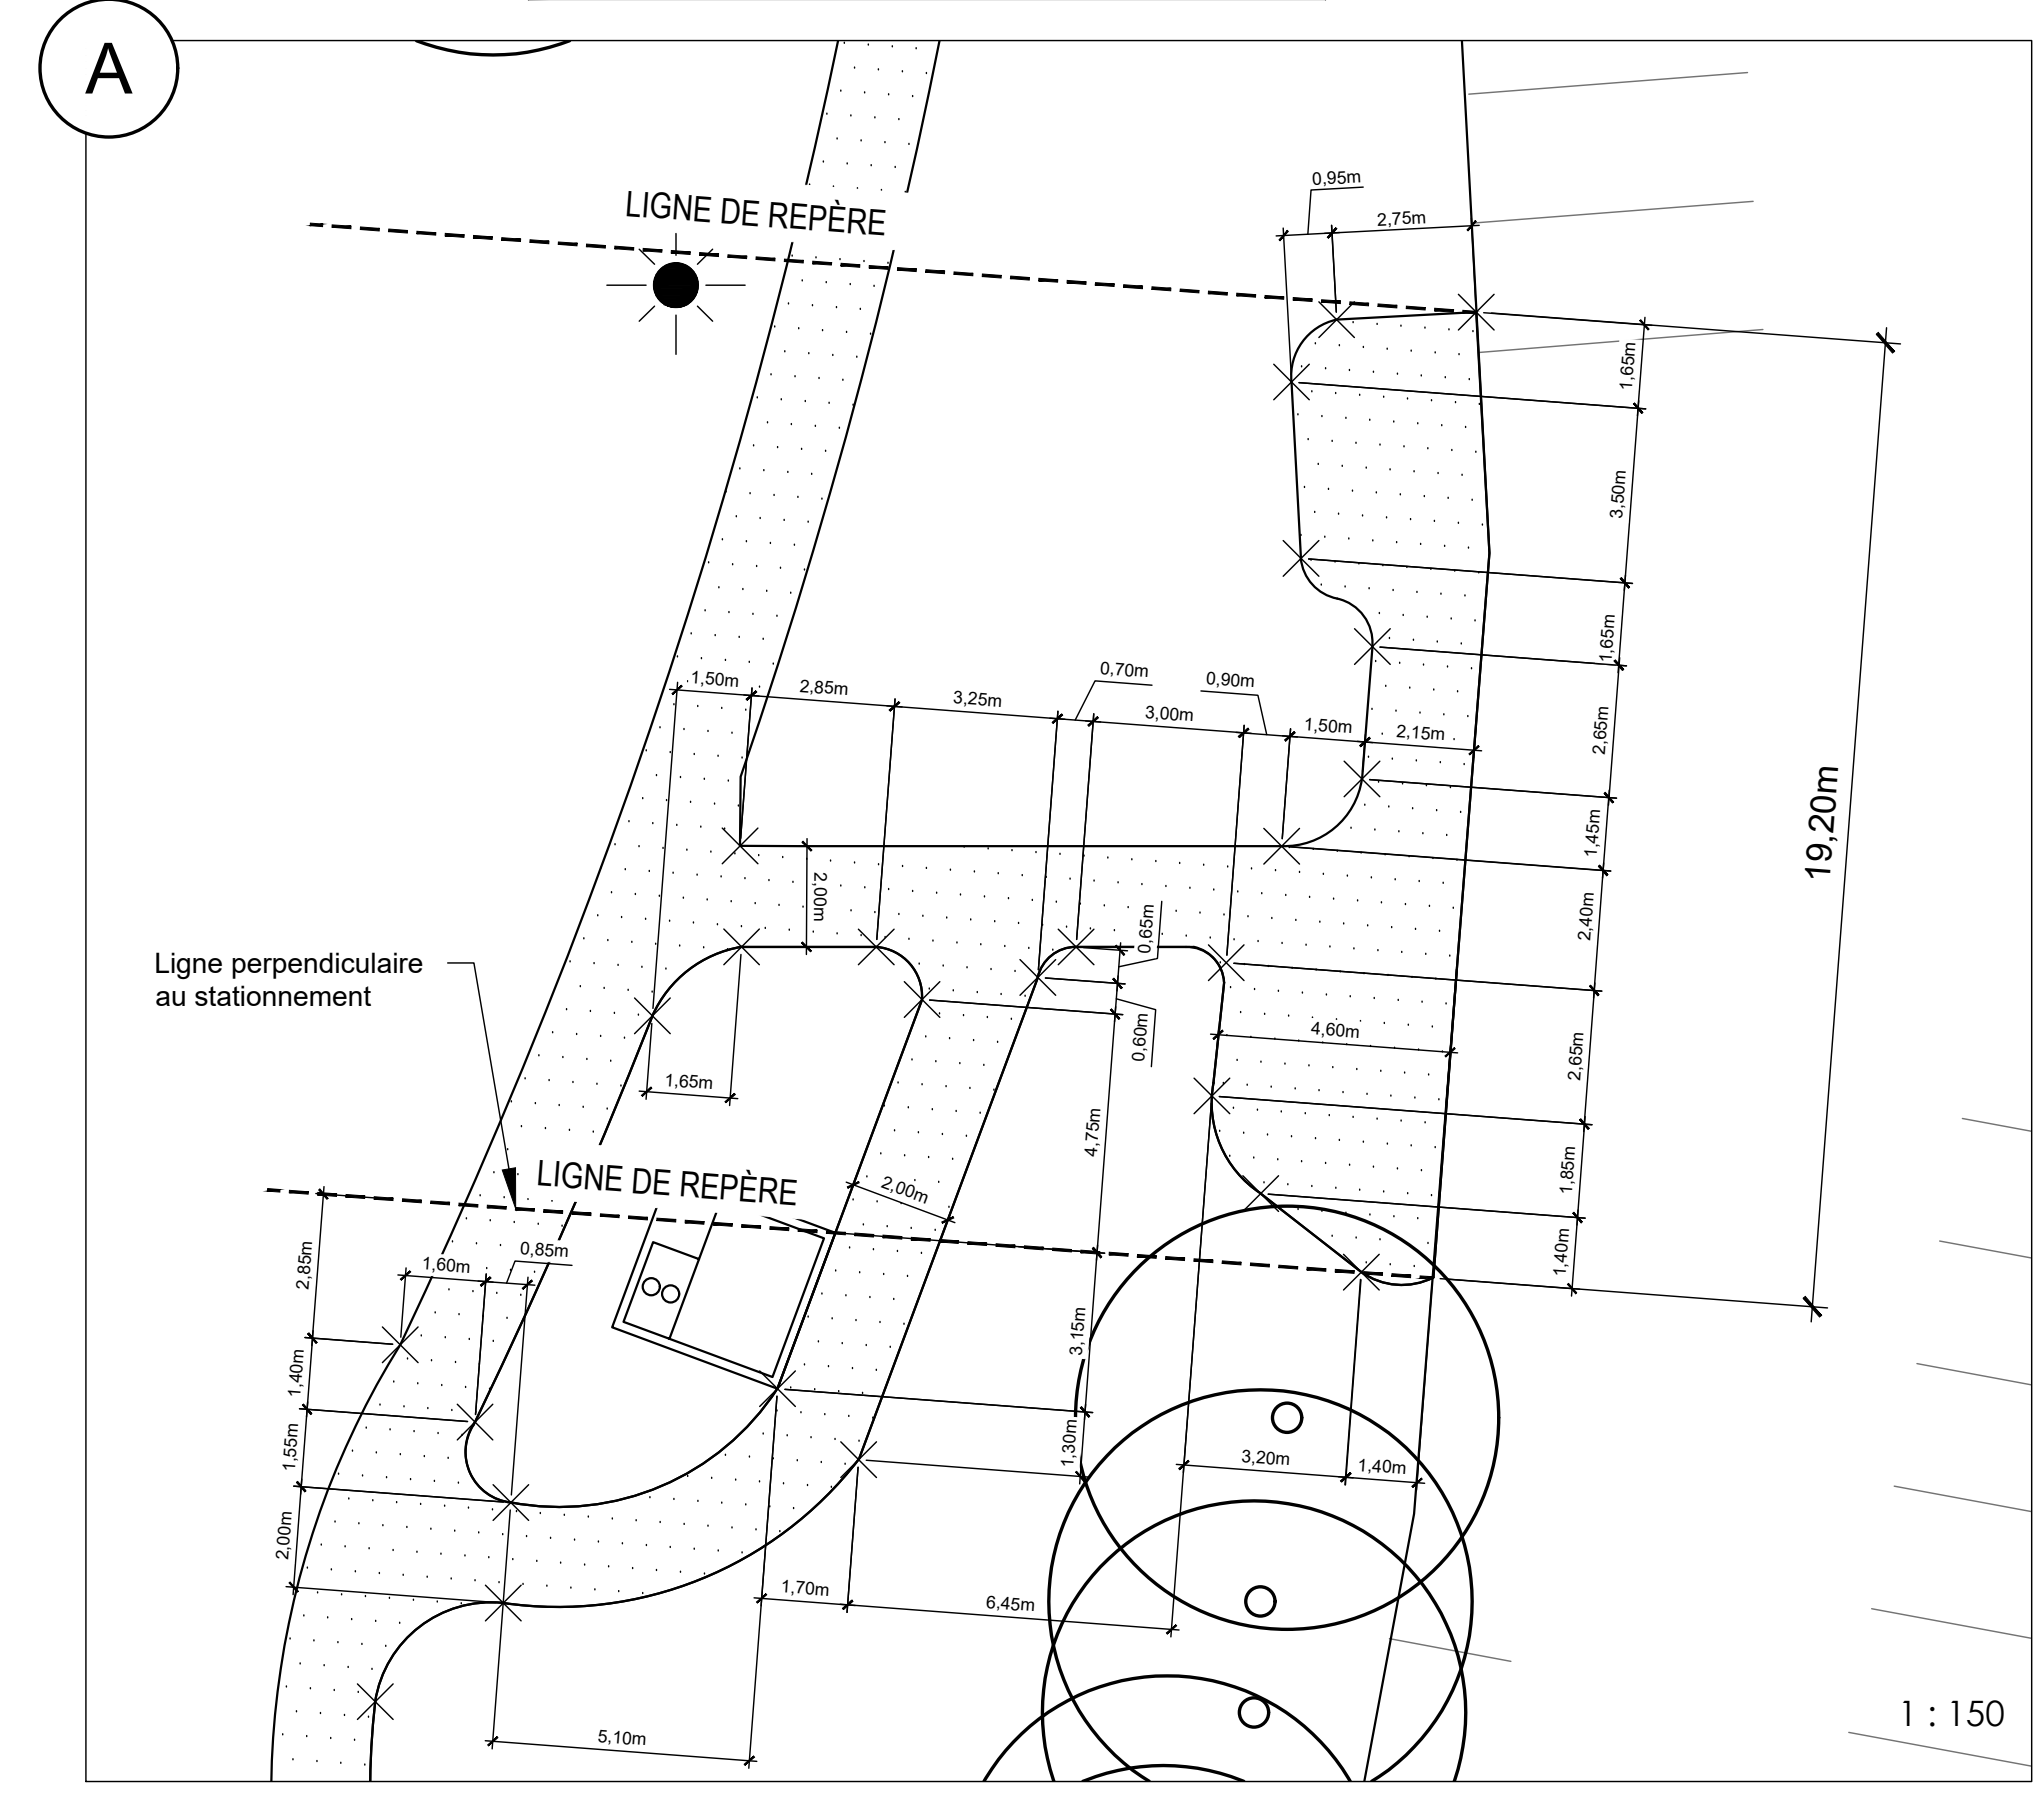 A
0,95m
2,75m
LIGNE DE REPÈRE
1,65m
3,50m
1,65m
0,70m
0,90m
1,50m
2,85m
3,25m
3,00m
1,50m
2,15m
2,65m
19,20m
1,45m
2,00m
0,65m
2,40m
Ligne perpendiculaire
au stationnement
0,60m
4,60m
2,65m
1,65m
4,75m
LIGNE DE REPÈRE
2,00m
1,85m
2,85m
1,60m
0,85m
1,40m
3,15m
1,40m
1,55m
1,30m
3,20m
1,40m
2,00m
1,70m
6,45m
5,10m
1 : 150